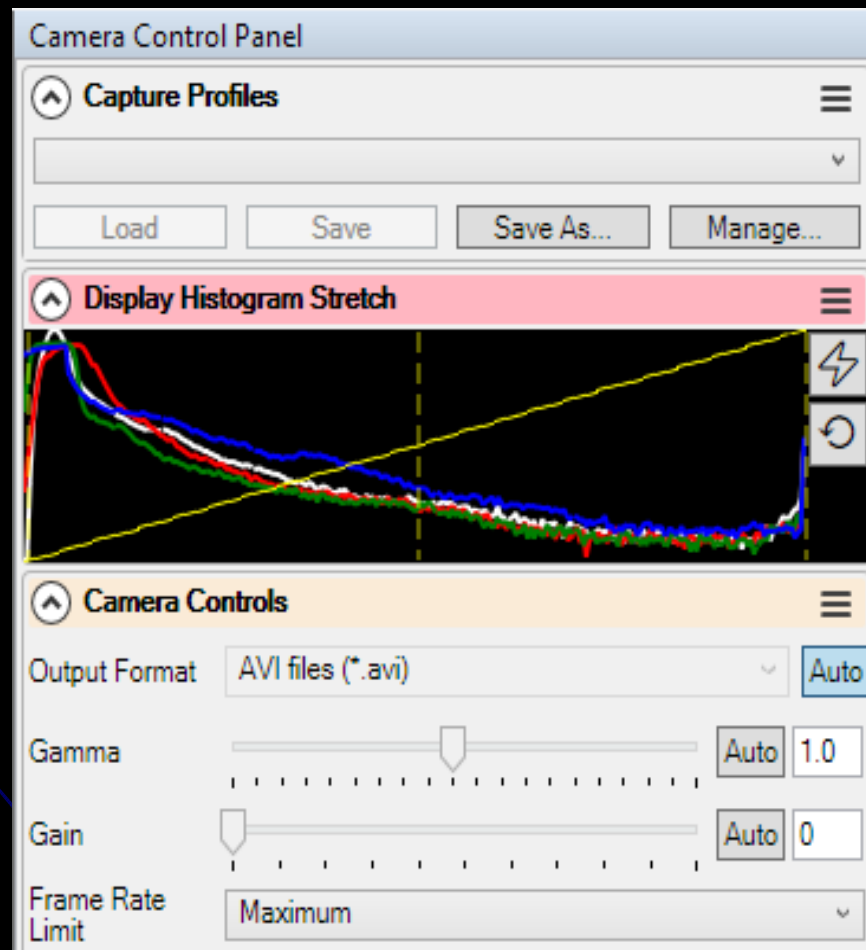 Camera Control Panel
Capture Profiles
Load Save Save As... Manage...
Display Histogram Stretch
Camera Controls
Output Format AVI files (*.avi) Auto
Gamma Auto 1.0
Gain Auto 0
Frame Rate
Limit Maximum